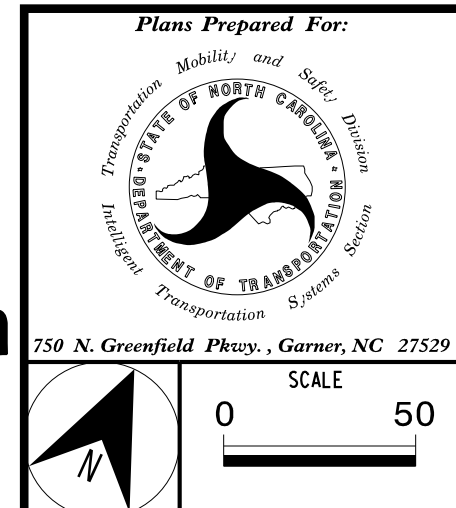 Plans Prepared For:
Transportation Mobility and Safety Division
STATE OF NORTH CAROLINA
DEPARTMENT OF TRANSPORTATION
Intelligent Transportation Systems Section
750 N. Greenfield Pkwy. , Garner, NC 27529
SCALE
0 50
N